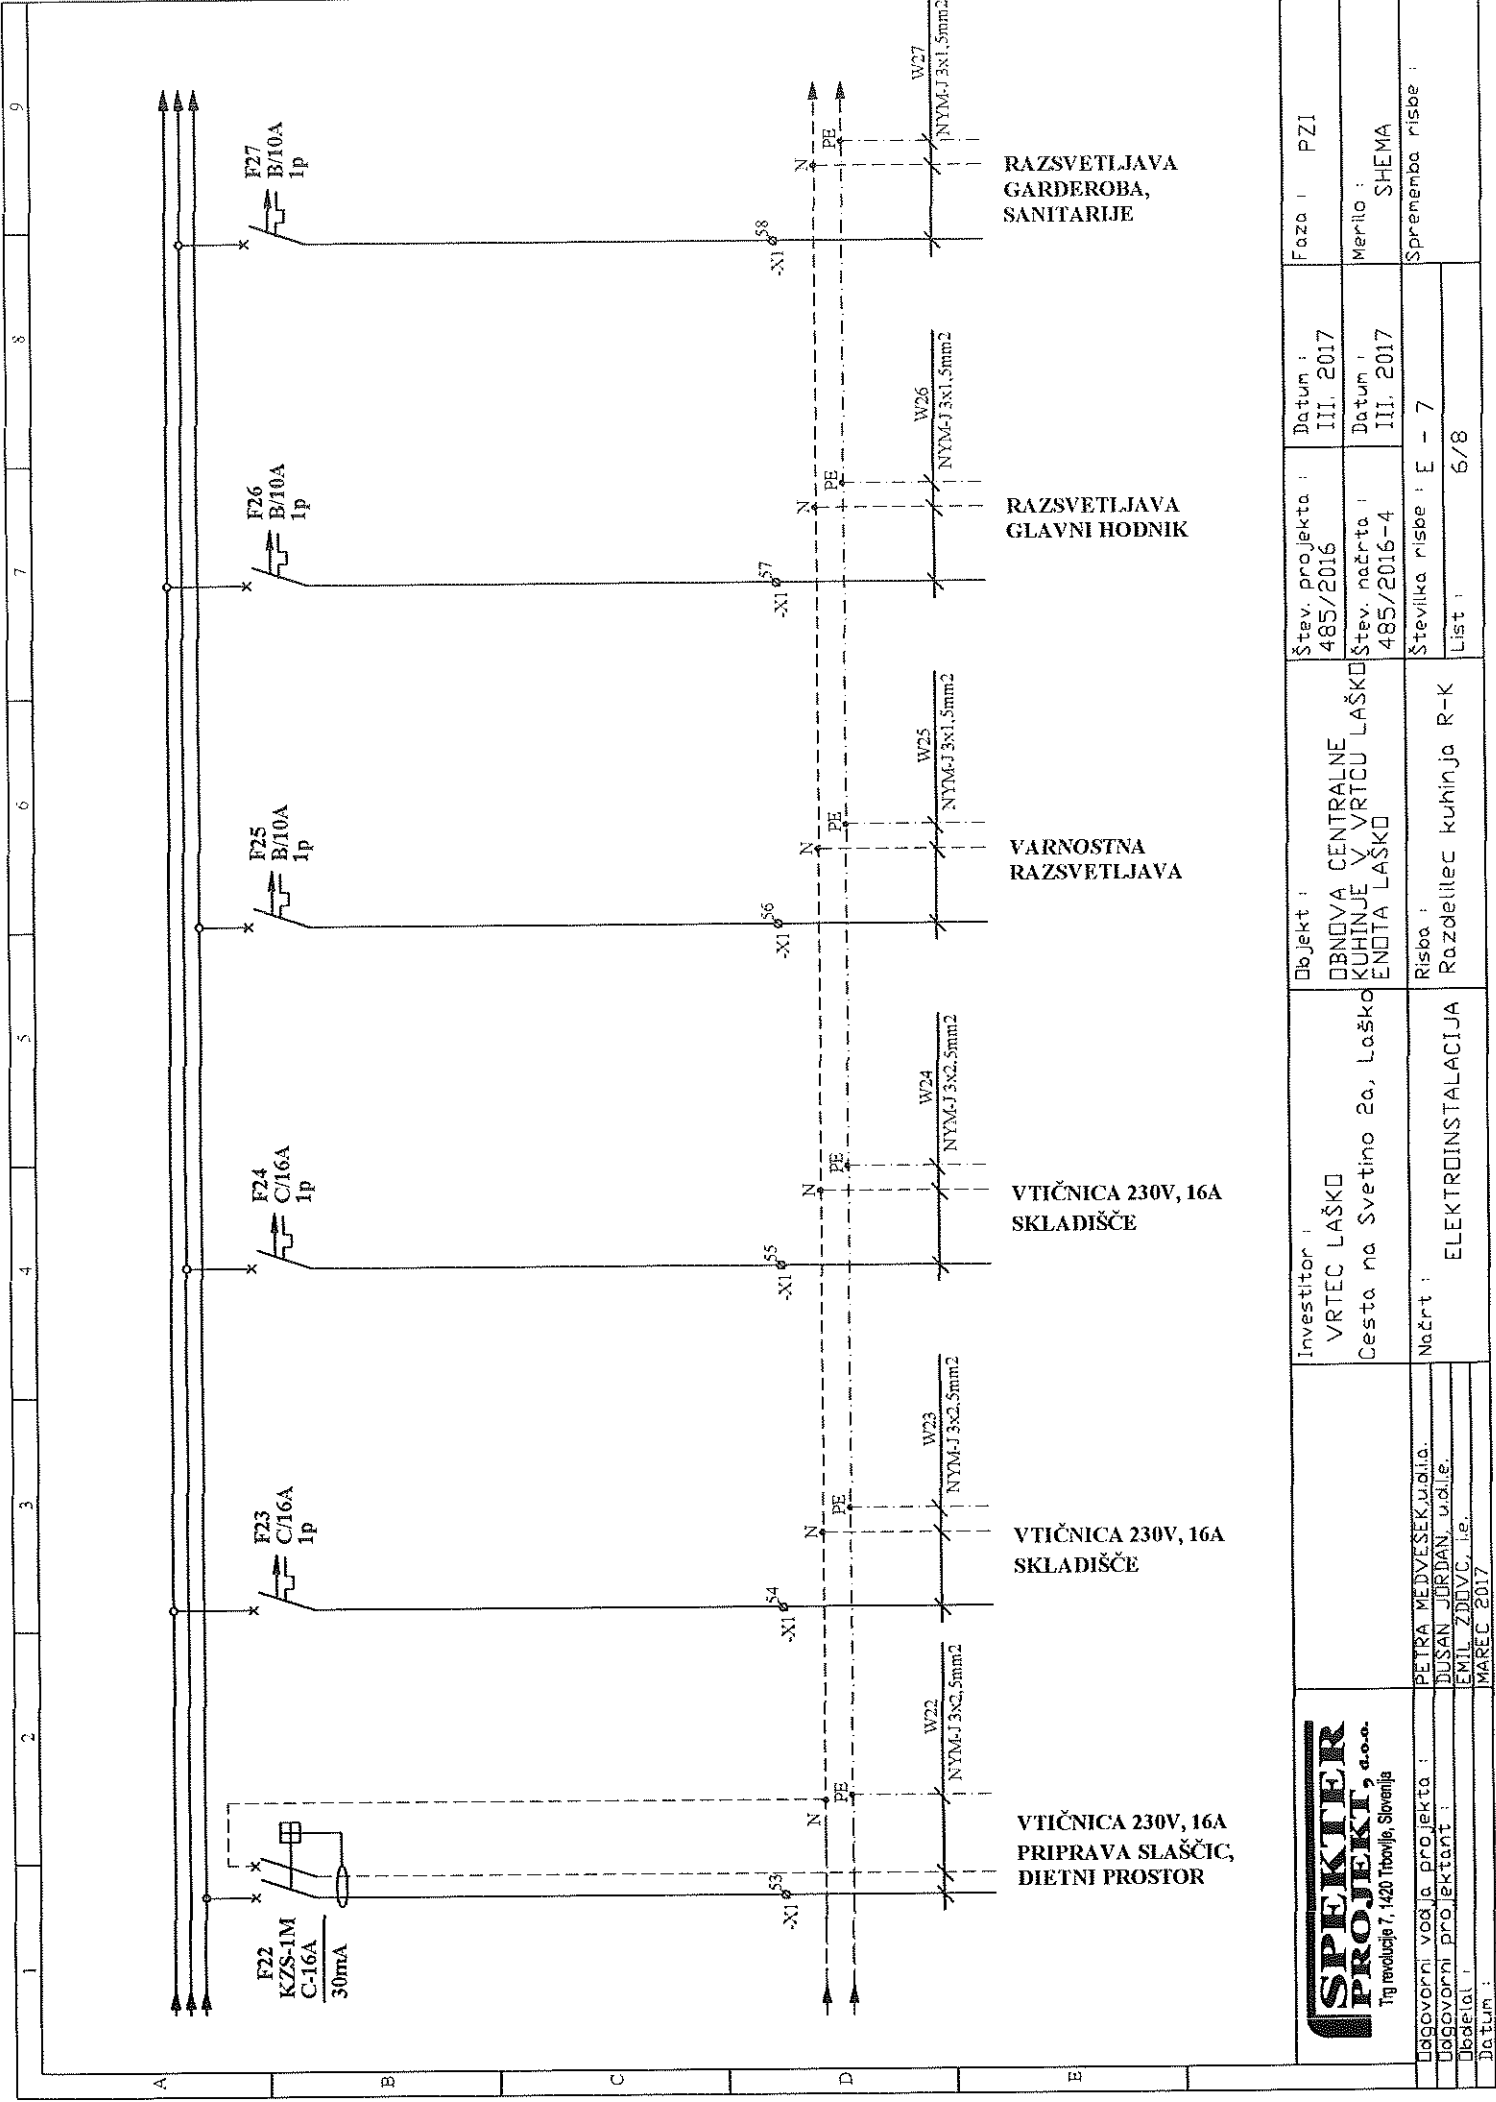 1 2 3 4 5 6 7 8 9
A
B
C
D
E
F22
KZS-1M
C-16A
30mA
F23
C/16A
1p
F24
C/16A
1p
F25
B/10A
1p
F26
B/10A
1p
F27
B/10A
1p
-X1 53
-X1 54
-X1 55
-X1 56
-X1 57
-X1 58
N PE
N PE
N PE
N PE
N PE
N PE
W22
NYM-J 3x2,5mm2
W23
NYM-J 3x2,5mm2
W24
NYM-J 3x2,5mm2
W25
NYM-J 3x1,5mm2
W26
NYM-J 3x1,5mm2
W27
NYM-J 3x1,5mm2
VTIČNICA 230V, 16A
PRIPRAVA SLAŠČIC,
DIETNI PROSTOR
VTIČNICA 230V, 16A
SKLADIŠČE
VTIČNICA 230V, 16A
SKLADIŠČE
VARNOSTNA
RAZSVETLJAVA
RAZSVETLJAVA
GLAVNI HODNIK
RAZSVETLJAVA
GARDEROBA,
SANITARIJE
SPEKTER
PROJEKT, d.o.o.
Trg revolucije 7, 1420 Trbovlje, Slovenija
Odgovorni vodja projekta : PETRA MEDVEŠEK,u.d.i.a.
Odgovorni projektant : DUŠAN JORDAN, u.d.i.e.
Obdelal : EMIL ZDOVC, i.e.
Datum : MAREC 2017
Investitor :
VRTEC LAŠKO
Cesta na Svetino 2a, Laško
Načrt :
ELEKTROINSTALACIJA
Objekt :
OBNOVA CENTRALNE
KUHINJE V VRTCU LAŠKO
ENOTA LAŠKO
Risba :
Razdelilec kuhinja R-K
Štev. projekta :
485/2016
Štev. načrta :
485/2016-4
Številka risbe : E - 7
List : 6/8
Datum :
III. 2017
Datum :
III. 2017
Faza : PZI
Merilo :
SHEMA
Sprememba risbe :